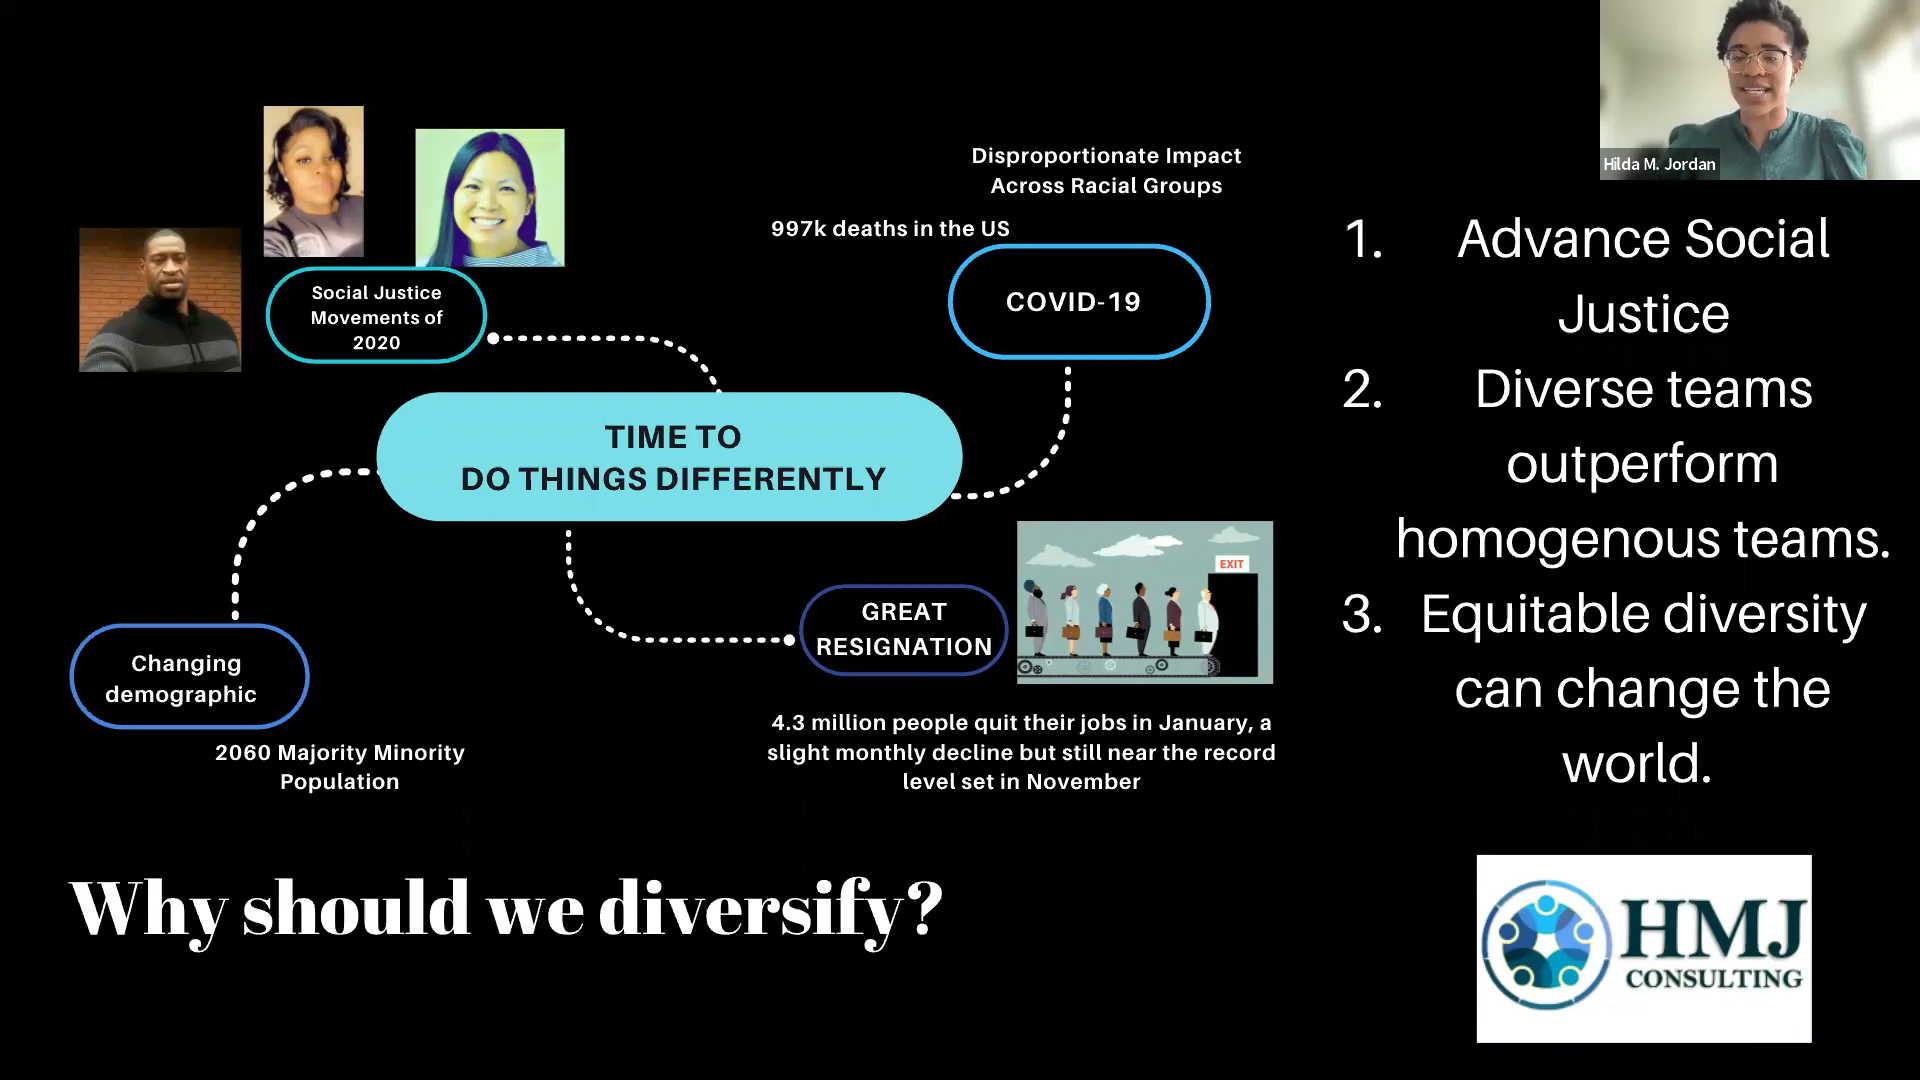 Hilda M. Jordan
Disproportionate Impact
Across Racial Groups
997k deaths in the US
COVID-19
Social Justice
Movements of
2020
TIME TO
DO THINGS DIFFERENTLY
EXIT
GREAT
RESIGNATION
4.3 million people quit their jobs in January, a
slight monthly decline but still near the record
level set in November
Changing
demographic
2060 Majority Minority
Population
1. Advance Social
Justice
2. Diverse teams
outperform
homogenous teams.
3. Equitable diversity
can change the
world.
Why should we diversify?
HMJ
CONSULTING